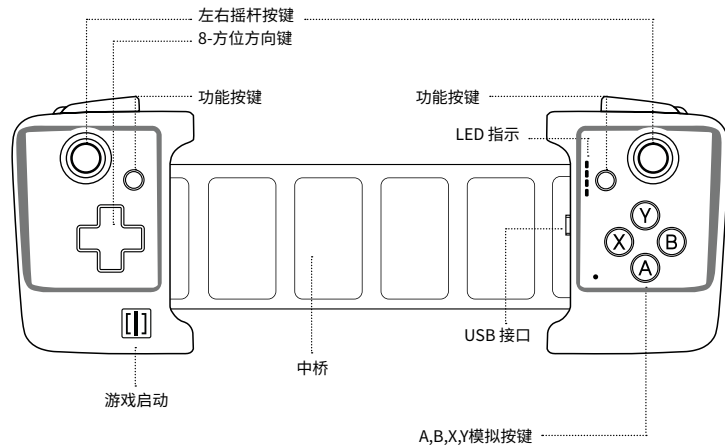 左右摇杆按键
8-方位方向键
功能按键
功能按键
LED 指示
Y
X
B
A
USB 接口
中桥
游戏启动
A,B,X,Y模拟按键